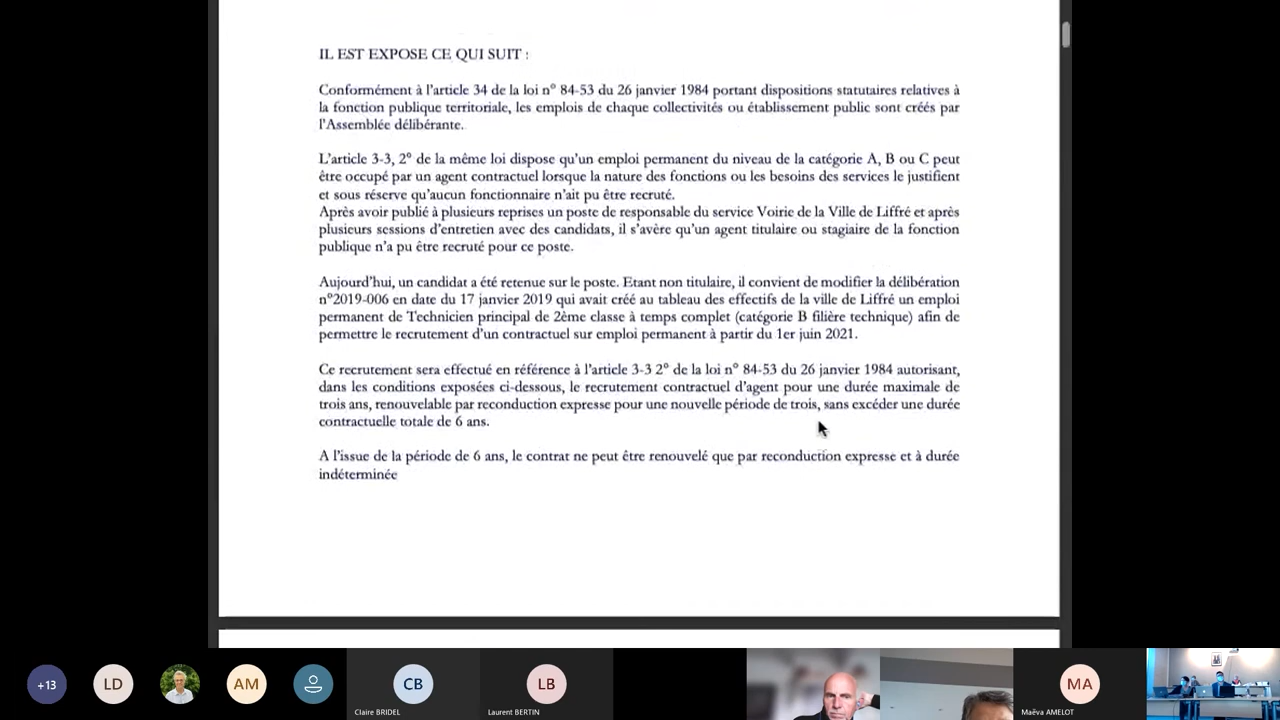 IL EST EXPOSE CE QUI SUIT :
Conformément à l'article 34 de la loi n° 84-53 du 26 janvier 1984 portant dispositions statutaires relatives à
la fonction publique territoriale, les emplois de chaque collectivités ou établissement public sont créés par
l'Assemblée délibérante.
L'article 3-3, 2° de la même loi dispose qu'un emploi permanent du niveau de la catégorie A, B ou C peut
être occupé par un agent contractuel lorsque la nature des fonctions ou les besoins des services le justifient
et sous réserve qu'aucun fonctionnaire n'ait pu être recruté.
Après avoir publié à plusieurs reprises un poste de responsable du service Voirie de la Ville de Liffré et après
plusieurs sessions d'entretien avec des candidats, il s'avère qu'un agent titulaire ou stagiaire de la fonction
publique n'a pu être recruté pour ce poste.
Aujourd'hui, un candidat a été retenue sur le poste. Etant non titulaire, il convient de modifier la délibération
n°2019-006 en date du 17 janvier 2019 qui avait créé au tableau des effectifs de la ville de Liffré un emploi
permanent de Technicien principal de 2ème classe à temps complet (catégorie B filière technique) afin de
permettre le recrutement d'un contractuel sur emploi permanent à partir du 1er juin 2021.
Ce recrutement sera effectué en référence à l'article 3-3 2° de la loi n° 84-53 du 26 janvier 1984 autorisant,
dans les conditions exposées ci-dessous, le recrutement contractuel d'agent pour une durée maximale de
trois ans, renouvelable par reconduction expresse pour une nouvelle période de trois, sans excéder une durée
contractuelle totale de 6 ans.
A l'issue de la période de 6 ans, le contrat ne peut être renouvelé que par reconduction expresse et à durée
indéterminée
+13
LD
AM
CB
LB
MA
Claire BRIDEL
Laurent BERTIN
Maëva AMELOT